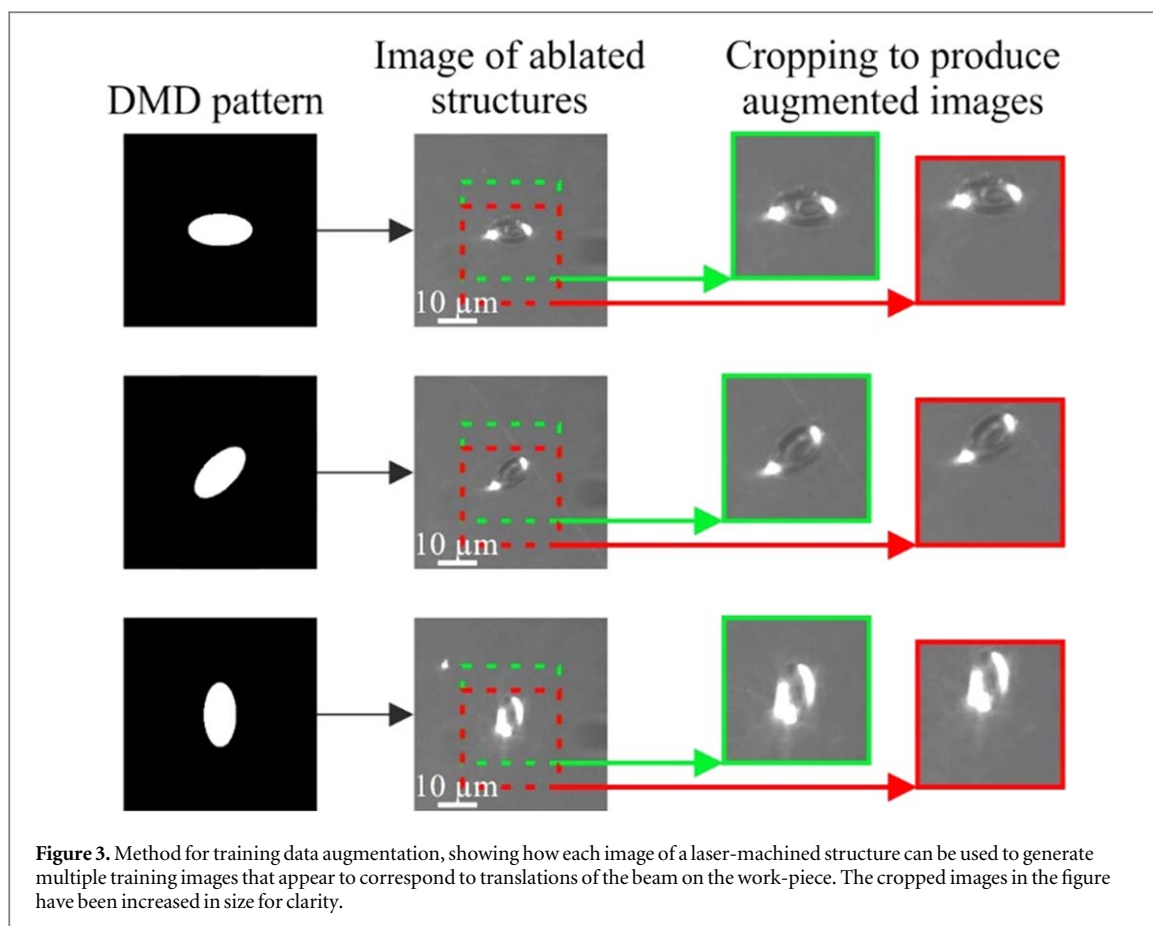 DMD pattern
Image of ablated
structures
Cropping to produce
augmented images
10 μm
10 μm
10 μm
Figure 3. Method for training data augmentation, showing how each image of a laser-machined structure can be used to generate
multiple training images that appear to correspond to translations of the beam on the work-piece. The cropped images in the figure
have been increased in size for clarity.